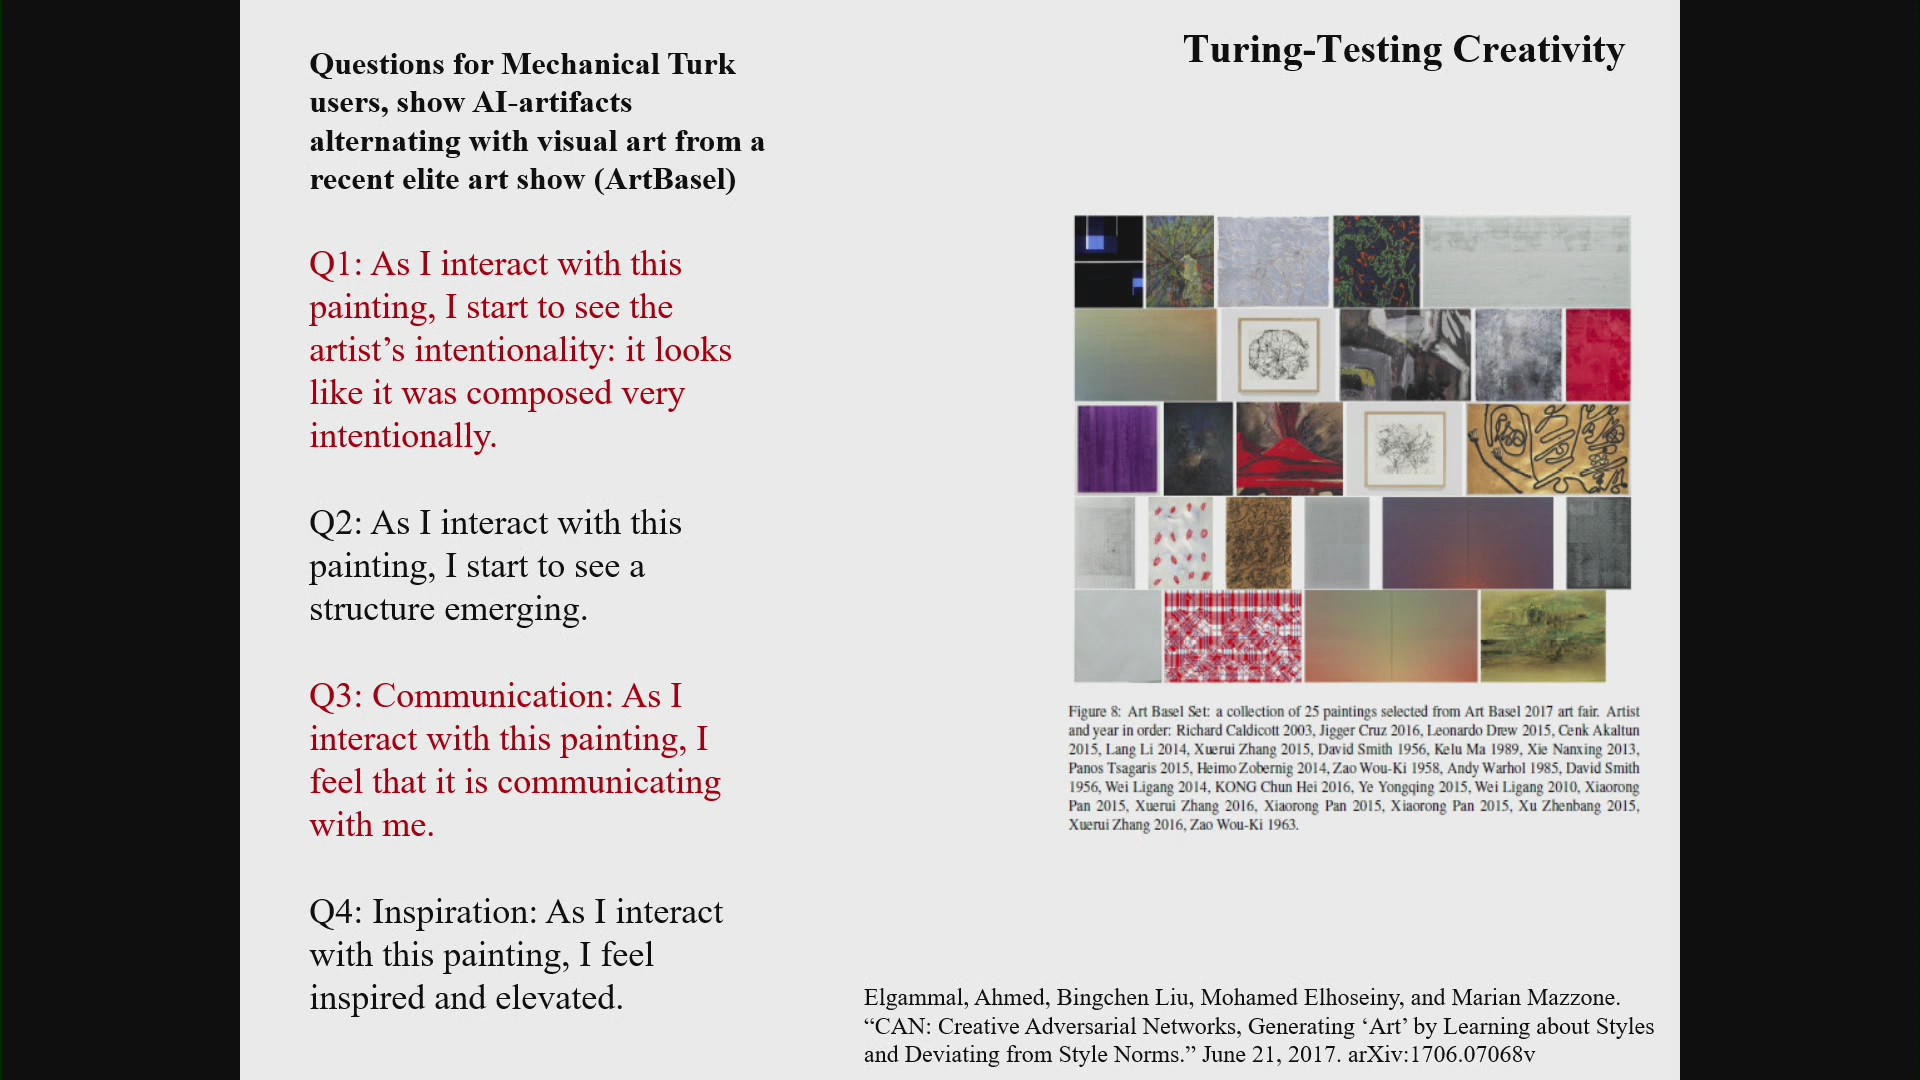 Turing-Testing Creativity
Questions for Mechanical Turk
users, show AI-artifacts
alternating with visual art from a
recent elite art show (ArtBasel)
Q1: As I interact with this
painting, I start to see the
artist’s intentionality: it looks
like it was composed very
intentionally.
Q2: As I interact with this
painting, I start to see a
structure emerging.
Q3: Communication: As I
interact with this painting, I
feel that it is communicating
with me.
Q4: Inspiration: As I interact
with this painting, I feel
inspired and elevated.
Figure 8: Art Basel Set: a collection of 25 paintings selected from Art Basel 2017 art fair. Artist
and year in order: Richard Caldicott 2003, Jigger Cruz 2016, Leonardo Drew 2015, Cenk Akaltun
2015, Lang Li 2014, Xuerui Zhang 2015, David Smith 1956, Kelu Ma 1989, Xie Nanxing 2013,
Panos Tsagaris 2015, Heimo Zobernig 2014, Zao Wou-Ki 1958, Andy Warhol 1985, David Smith
1956, Wei Ligang 2014, KONG Chun Hei 2016, Ye Yongqing 2015, Wei Ligang 2010, Xiaorong
Pan 2015, Xuerui Zhang 2016, Xiaorong Pan 2015, Xiaorong Pan 2015, Xu Zhenbang 2015,
Xuerui Zhang 2016, Zao Wou-Ki 1963.
Elgammal, Ahmed, Bingchen Liu, Mohamed Elhoseiny, and Marian Mazzone.
“CAN: Creative Adversarial Networks, Generating ‘Art’ by Learning about Styles
and Deviating from Style Norms.” June 21, 2017. arXiv:1706.07068v